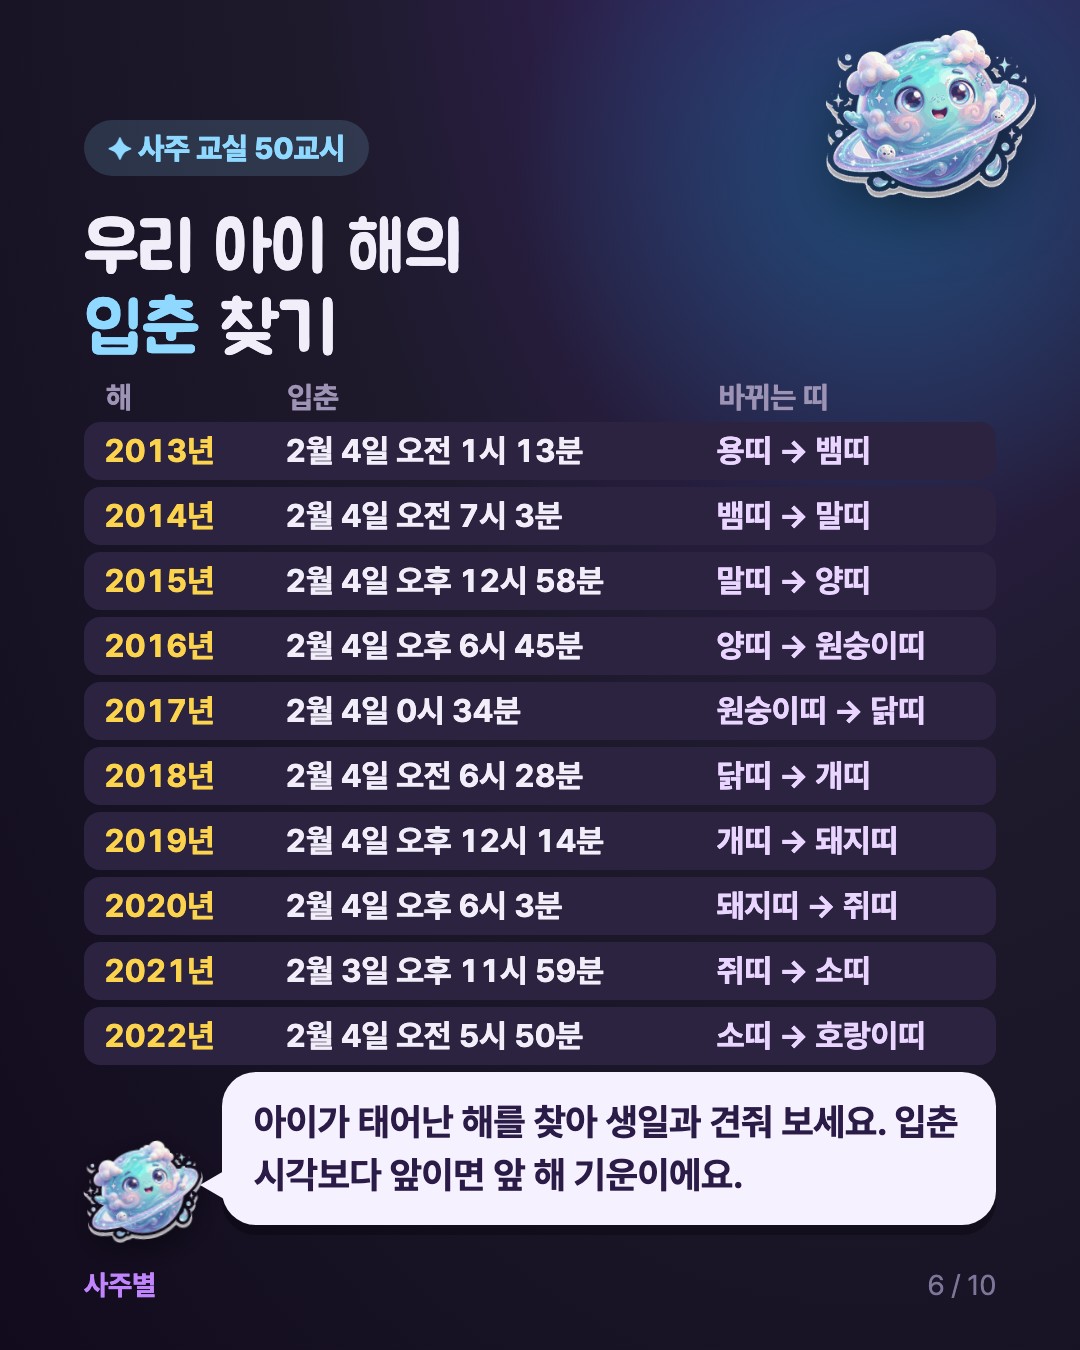 ✦ 사주 교실 50교시
우리 아이 해의
입춘 찾기
해 입춘 바뀌는 띠
2013년 2월 4일 오전 1시 13분 용띠 → 뱀띠
2014년 2월 4일 오전 7시 3분 뱀띠 → 말띠
2015년 2월 4일 오후 12시 58분 말띠 → 양띠
2016년 2월 4일 오후 6시 45분 양띠 → 원숭이띠
2017년 2월 4일 0시 34분 원숭이띠 → 닭띠
2018년 2월 4일 오전 6시 28분 닭띠 → 개띠
2019년 2월 4일 오후 12시 14분 개띠 → 돼지띠
2020년 2월 4일 오후 6시 3분 돼지띠 → 쥐띠
2021년 2월 3일 오후 11시 59분 쥐띠 → 소띠
2022년 2월 4일 오전 5시 50분 소띠 → 호랑이띠
아이가 태어난 해를 찾아 생일과 견줘 보세요. 입춘
시각보다 앞이면 앞 해 기운이에요.
사주별 6 / 10